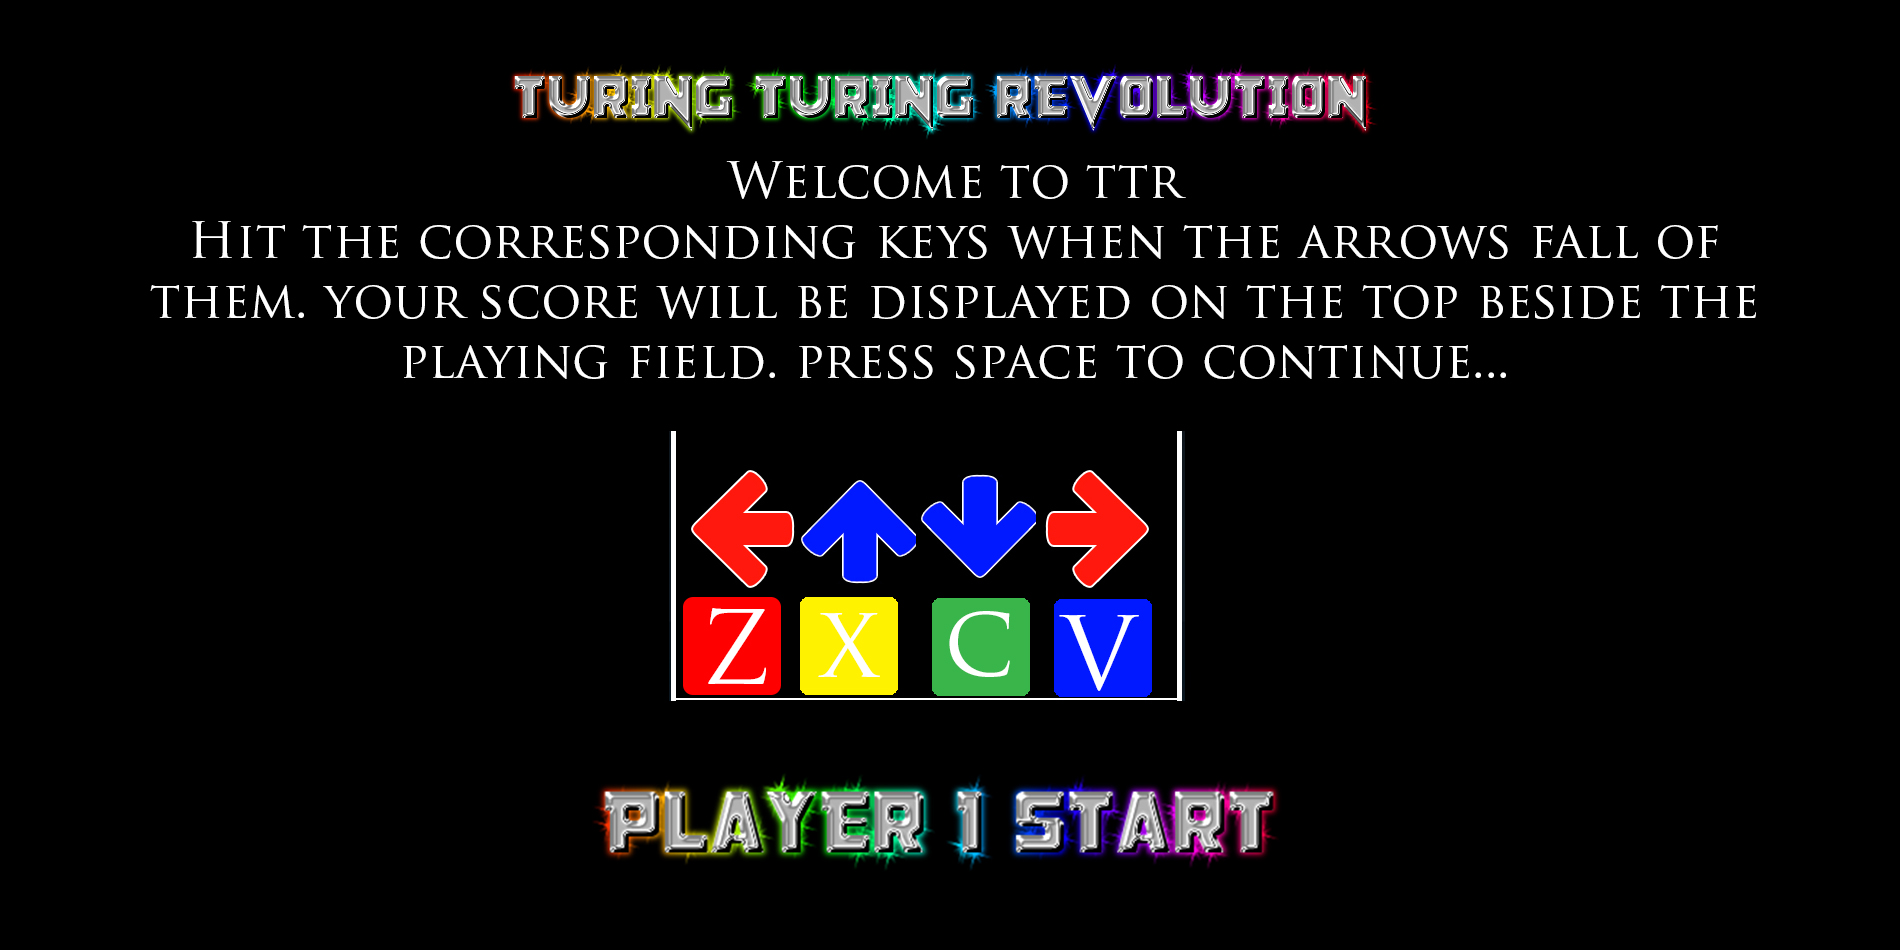 TURING TURING REVOLUTION
WELCOME TO TTR
HIT THE CORRESPONDING KEYS WHEN THE ARROWS FALL OF
THEM. YOUR SCORE WILL BE DISPLAYED ON THE TOP BESIDE THE
PLAYING FIELD. PRESS SPACE TO CONTINUE...
Z X C V
PLAYER 1 START